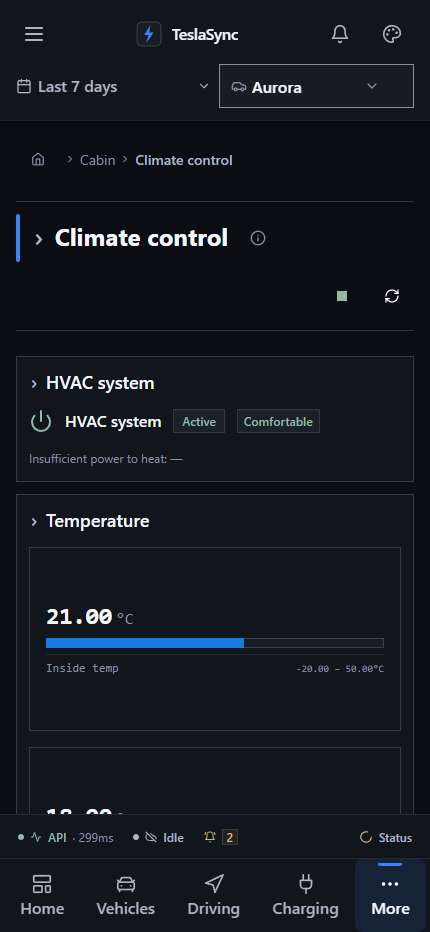 TeslaSync
Last 7 days
Aurora
Cabin
Climate control
Climate control
HVAC system
HVAC system
Active
Comfortable
Insufficient power to heat: —
Temperature
21.00 °C
Inside temp
-20.00 – 50.00°C
API · 299ms
Idle
2
Status
Home
Vehicles
Driving
Charging
More